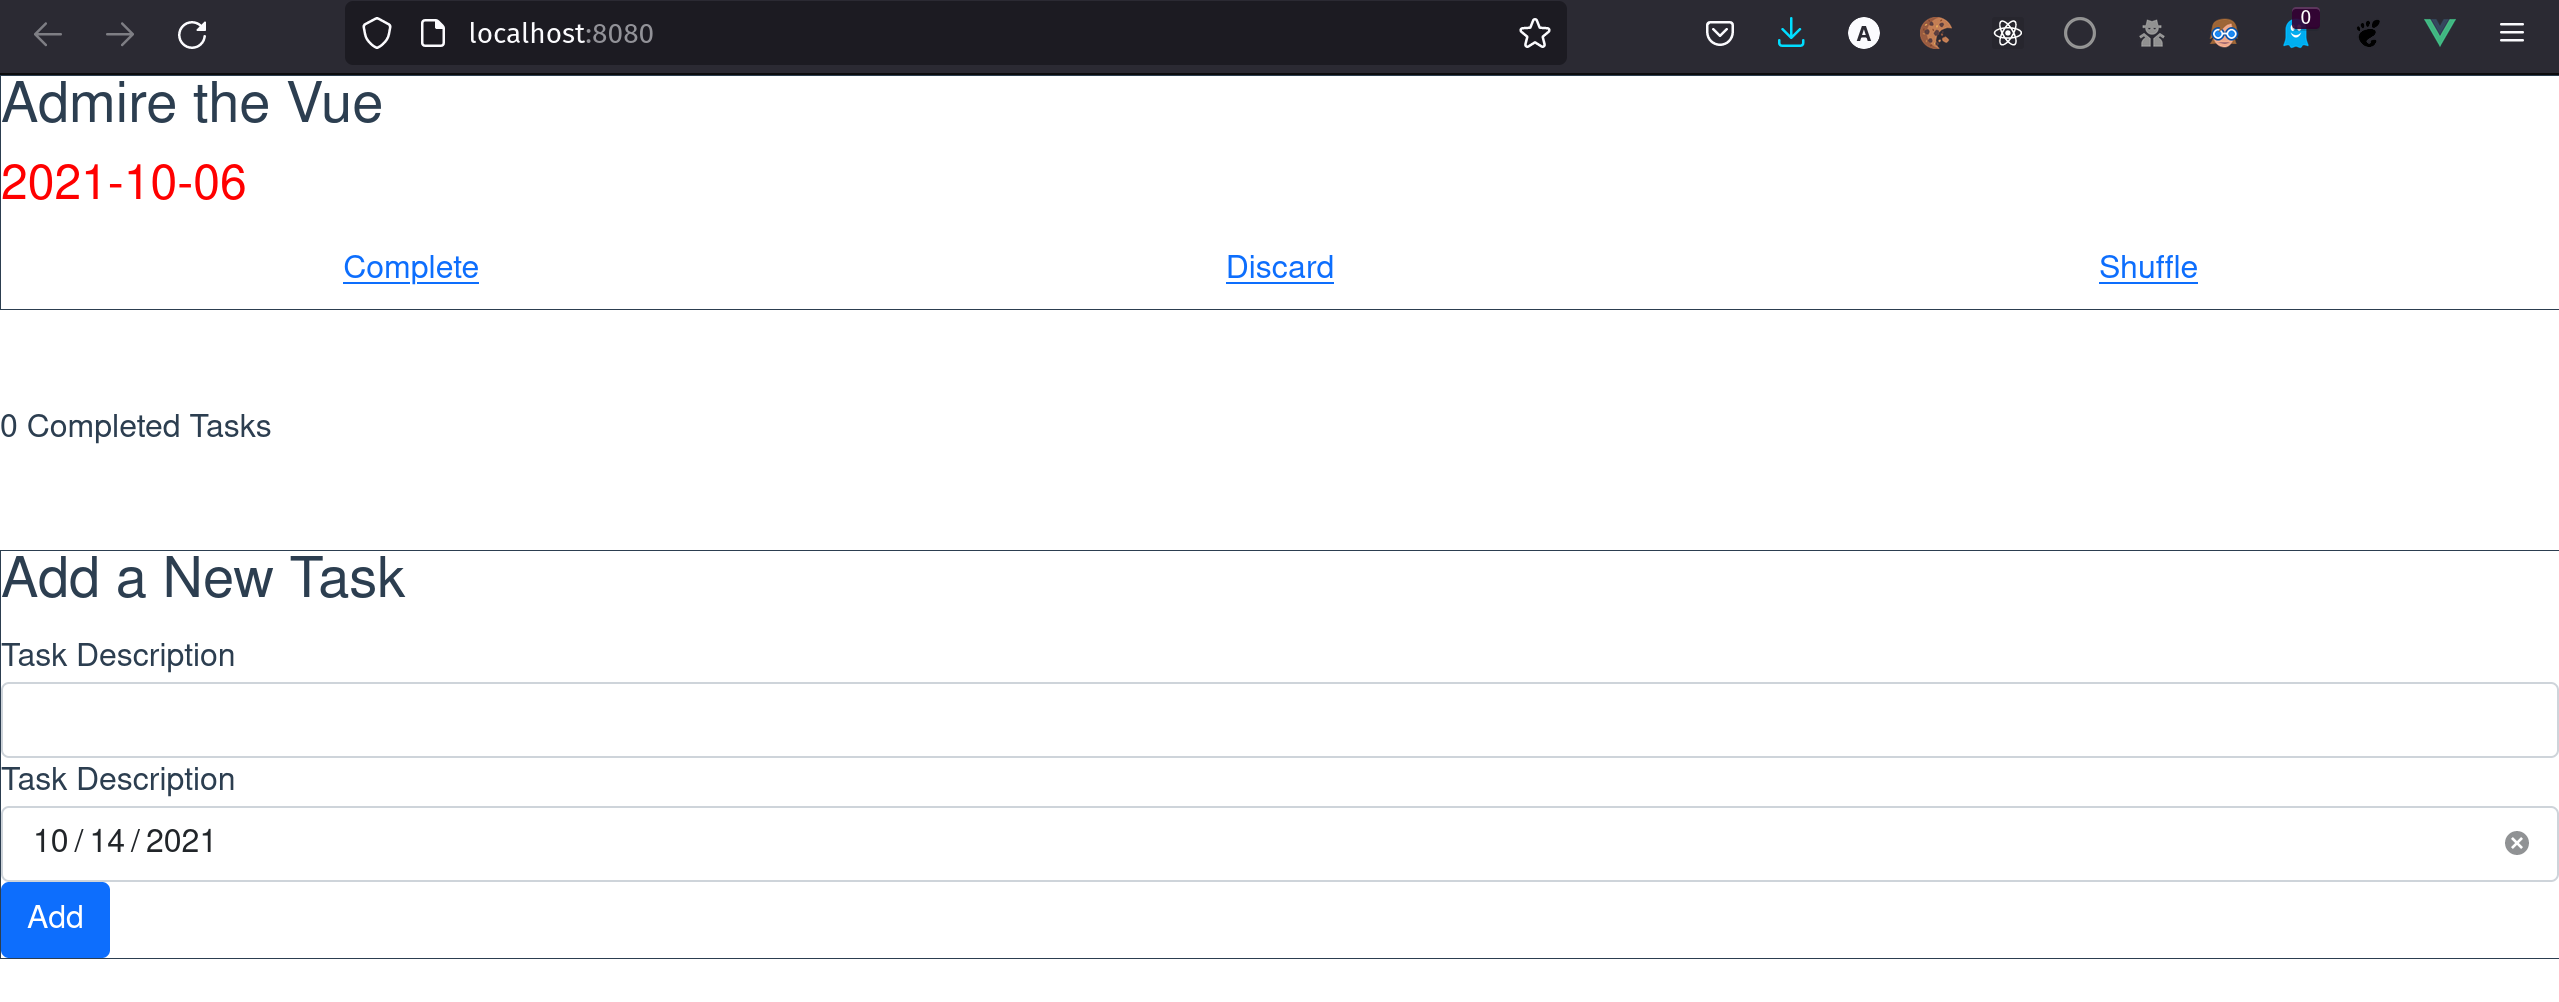 localhost:8080
A
0
Admire the Vue
2021-10-06
Complete Discard Shuffle
0 Completed Tasks
Add a New Task
Task Description
Task Description
10/14/2021
Add